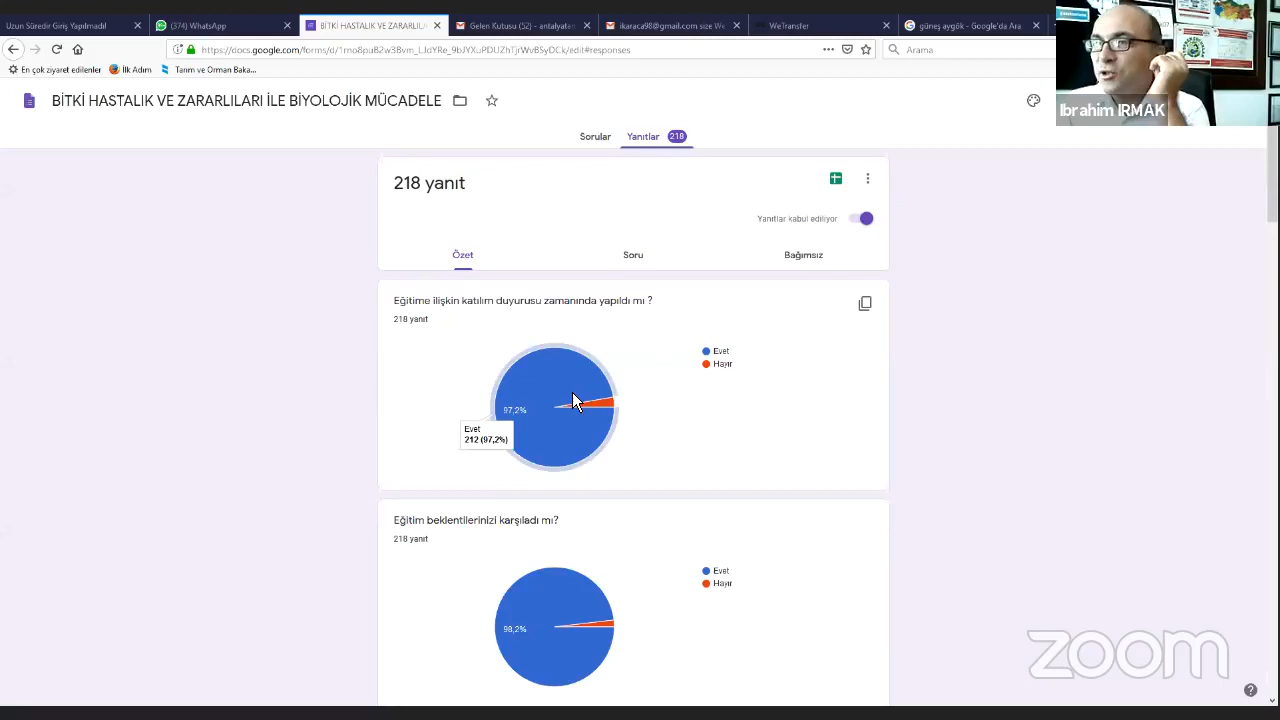 Uzun Süredir Giriş Yapılmadı!
(374) WhatsApp
BİTKİ HASTALIK VE ZARARLILARI
Gelen Kutusu (52) - antalyatem
ikaraca98@gmail.com size We
WeTransfer
güneş aygök - Google'da Ara
Arama
En çok ziyaret edilenler
İlk Adım
Tarım ve Orman Baka...
BİTKİ HASTALIK VE ZARARLILARI İLE BİYOLOJİK MÜCADELE
Ibrahim IRMAK
Sorular
Yanıtlar 218
218 yanıt
Yanıtlar kabul ediliyor
Özet
Soru
Bağımsız
Eğitime ilişkin katılım duyurusu zamanında yapıldı mı ?
218 yanıt
Evet
Hayır
97,2%
Evet
212 (97,2%)
Eğitim beklentilerinizi karşıladı mı?
218 yanıt
Evet
Hayır
98,2%
zoom